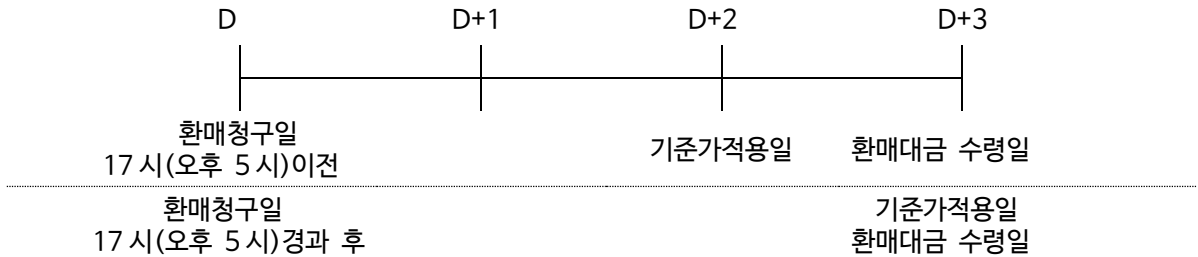 D D+1 D+2 D+3
환매청구일
17시(오후 5시)이전
기준가적용일 환매대금 수령일
환매청구일
17시(오후 5시)경과 후
기준가적용일
환매대금 수령일